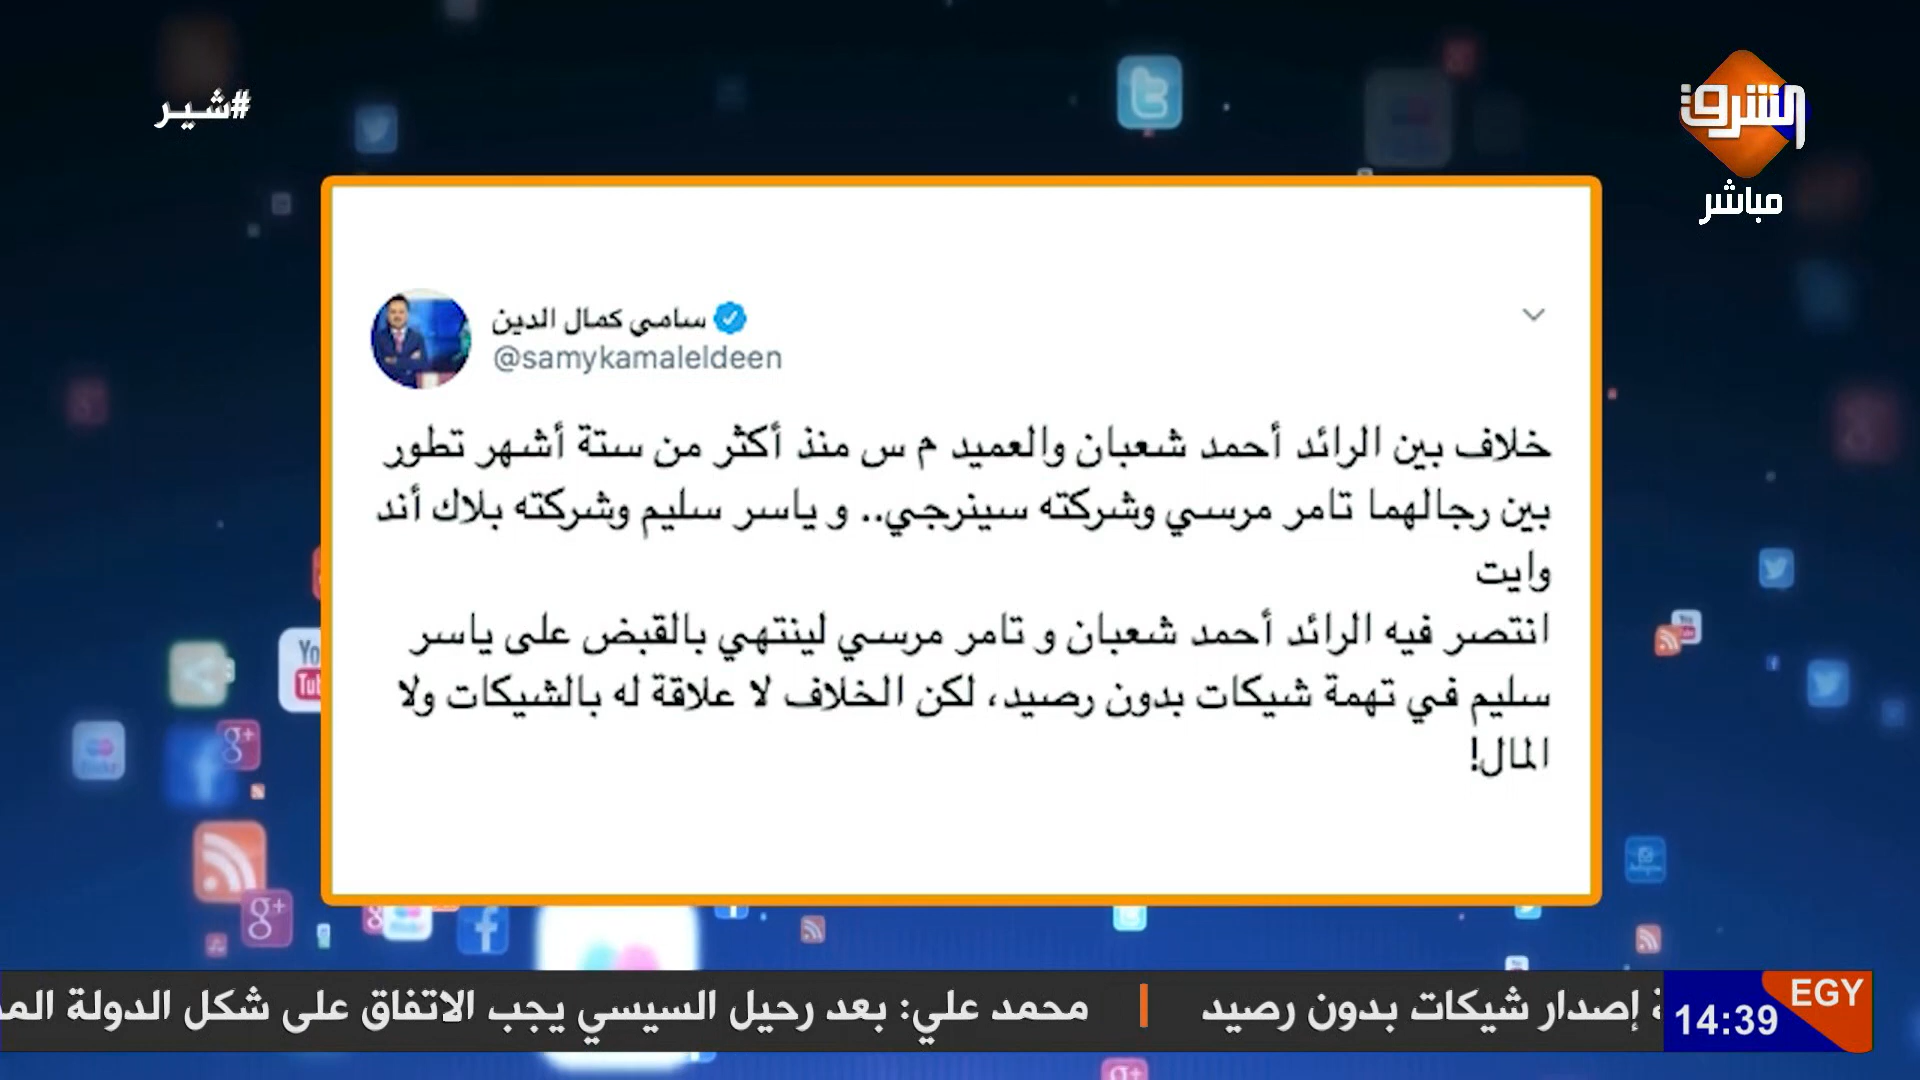 #شير
الشرق
مباشر
سامي كمال الدين
@samykamaleldeen
خلاف بين الرائد أحمد شعبان والعميد م س منذ أكثر من ستة أشهر تطور
بين رجالهما تامر مرسي وشركته سينرجي.. و ياسر سليم وشركته بلاك أند
وايت
انتصر فيه الرائد أحمد شعبان و تامر مرسي لينتهي بالقبض على ياسر
سليم في تهمة شيكات بدون رصيد، لكن الخلاف لا علاقة له بالشيكات ولا
المال!
EGY
14:39
إصدار شيكات بدون رصيد | محمد علي: بعد رحيل السيسي يجب الاتفاق على شكل الدولة